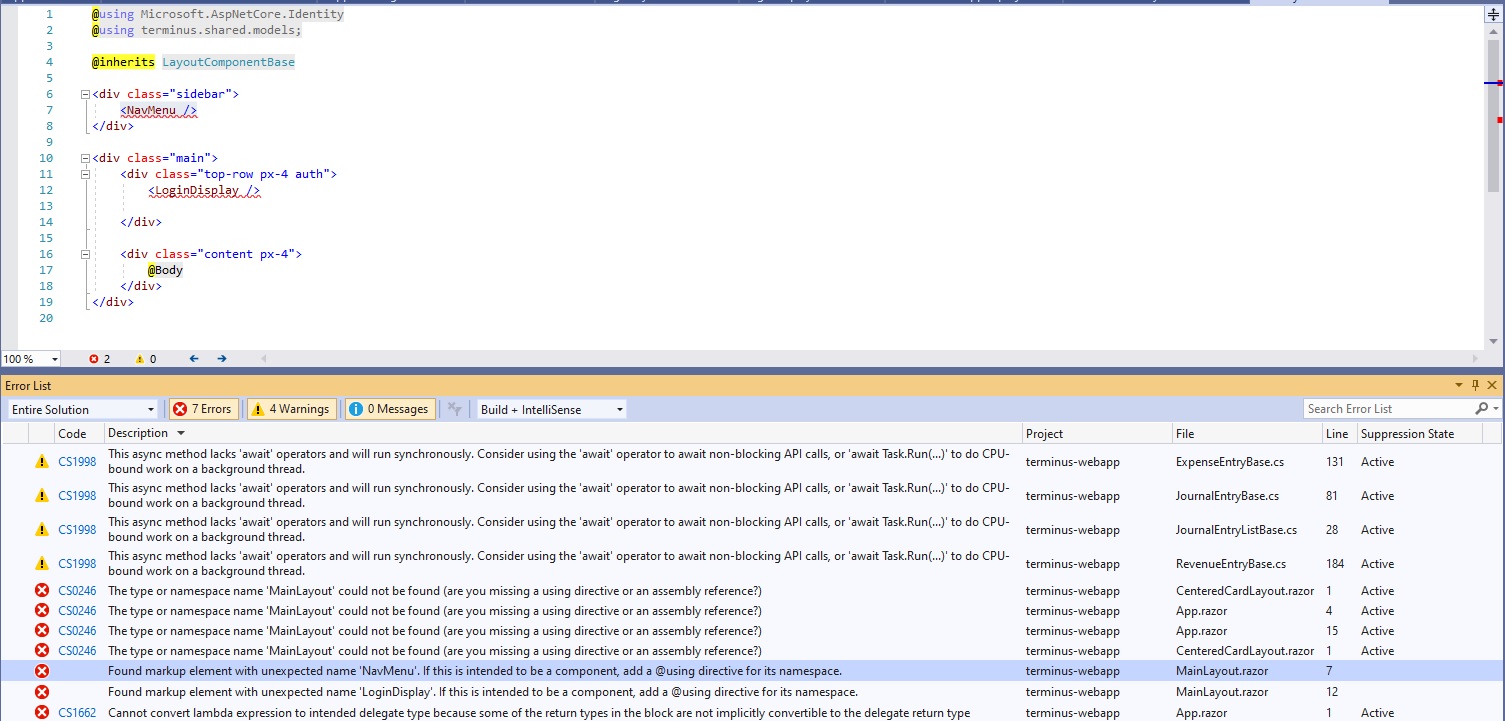 1 @using Microsoft.AspNetCore.Identity
2 @using terminus.shared.models;
3
4 @inherits LayoutComponentBase
5
6 <div class="sidebar">
7 <NavMenu />
8 </div>
9
10 <div class="main">
11 <div class="top-row px-4 auth">
12 <LoginDisplay />
13
14 </div>
15
16 <div class="content px-4">
17 @Body
18 </div>
19 </div>
20
100 % 2 0
Error List
Entire Solution 7 Errors 4 Warnings 0 Messages Build + IntelliSense Search Error List
Code Description Project File Line Suppression State
CS1998 This async method lacks 'await' operators and will run synchronously. Consider using the 'await' operator to await non-blocking API calls, or 'await Task.Run(...)' to do CPU-
bound work on a background thread. terminus-webapp ExpenseEntryBase.cs 131 Active
CS1998 This async method lacks 'await' operators and will run synchronously. Consider using the 'await' operator to await non-blocking API calls, or 'await Task.Run(...)' to do CPU-
bound work on a background thread. terminus-webapp JournalEntryBase.cs 81 Active
CS1998 This async method lacks 'await' operators and will run synchronously. Consider using the 'await' operator to await non-blocking API calls, or 'await Task.Run(...)' to do CPU-
bound work on a background thread. terminus-webapp JournalEntryListBase.cs 28 Active
CS1998 This async method lacks 'await' operators and will run synchronously. Consider using the 'await' operator to await non-blocking API calls, or 'await Task.Run(...)' to do CPU-
bound work on a background thread. terminus-webapp RevenueEntryBase.cs 184 Active
CS0246 The type or namespace name 'MainLayout' could not be found (are you missing a using directive or an assembly reference?) terminus-webapp CenteredCardLayout.razor 1 Active
CS0246 The type or namespace name 'MainLayout' could not be found (are you missing a using directive or an assembly reference?) terminus-webapp App.razor 4 Active
CS0246 The type or namespace name 'MainLayout' could not be found (are you missing a using directive or an assembly reference?) terminus-webapp App.razor 15 Active
CS0246 The type or namespace name 'MainLayout' could not be found (are you missing a using directive or an assembly reference?) terminus-webapp CenteredCardLayout.razor 1 Active
Found markup element with unexpected name 'NavMenu'. If this is intended to be a component, add a @using directive for its namespace. terminus-webapp MainLayout.razor 7
Found markup element with unexpected name 'LoginDisplay'. If this is intended to be a component, add a @using directive for its namespace. terminus-webapp MainLayout.razor 12
CS1662 Cannot convert lambda expression to intended delegate type because some of the return types in the block are not implicitly convertible to the delegate return type terminus-webapp App.razor 1 Active